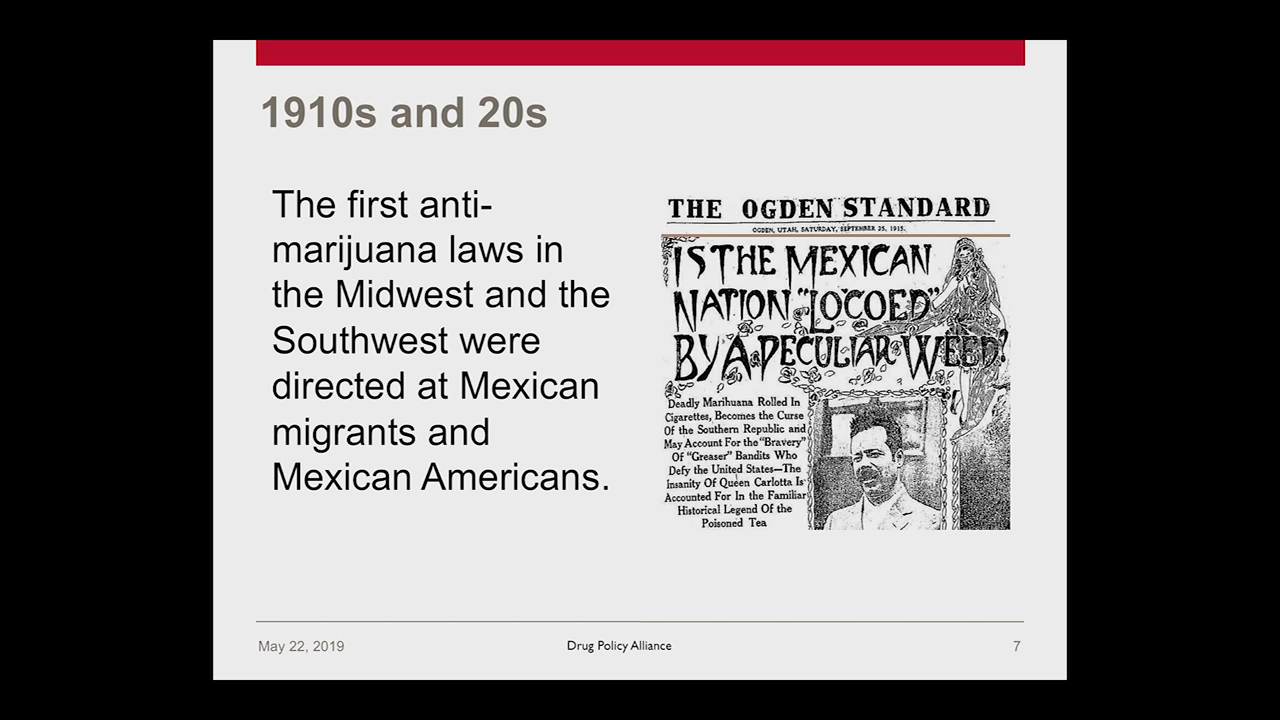 1910s and 20s
The first anti-
marijuana laws in
the Midwest and the
Southwest were
directed at Mexican
migrants and
Mexican Americans.
THE OGDEN STANDARD
OGDEN, UTAH, SATURDAY, SEPTEMBER 25, 1915.
IS THE MEXICAN
NATION "LOCOED"
BY A PECULIAR WEED?
Deadly Marihuana Rolled In
Cigarettes, Becomes the Curse
Of the Southern Republic and
May Account For the "Bravery"
Of "Greaser" Bandits Who
Defy the United States—The
Insanity Of Queen Carlotta Is
Accounted For In the Familiar
Historical Legend Of the
Poisoned Tea
May 22, 2019
Drug Policy Alliance
7